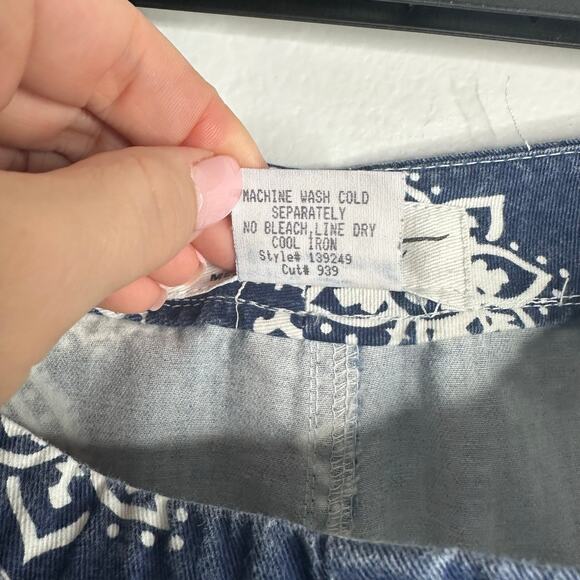 MACHINE WASH COLD
SEPARATELY
NO BLEACH,LINE DRY
COOL IRON
Style# 139249
Cut# 939